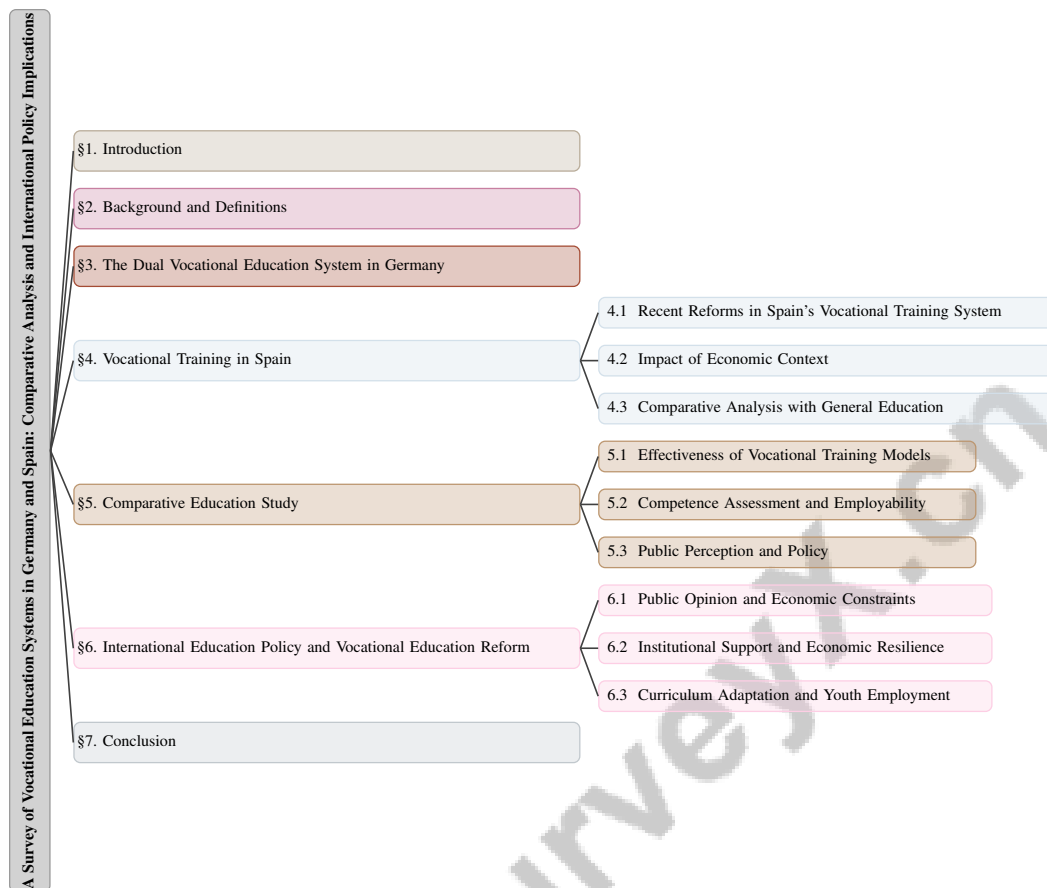 A Survey of Vocational Education Systems in Germany and Spain: Comparative Analysis and International Policy Implications
§1. Introduction
§2. Background and Definitions
§3. The Dual Vocational Education System in Germany
§4. Vocational Training in Spain
4.1 Recent Reforms in Spain's Vocational Training System
4.2 Impact of Economic Context
4.3 Comparative Analysis with General Education
§5. Comparative Education Study
5.1 Effectiveness of Vocational Training Models
5.2 Competence Assessment and Employability
5.3 Public Perception and Policy
§6. International Education Policy and Vocational Education Reform
6.1 Public Opinion and Economic Constraints
6.2 Institutional Support and Economic Resilience
6.3 Curriculum Adaptation and Youth Employment
§7. Conclusion
urveyx.cn